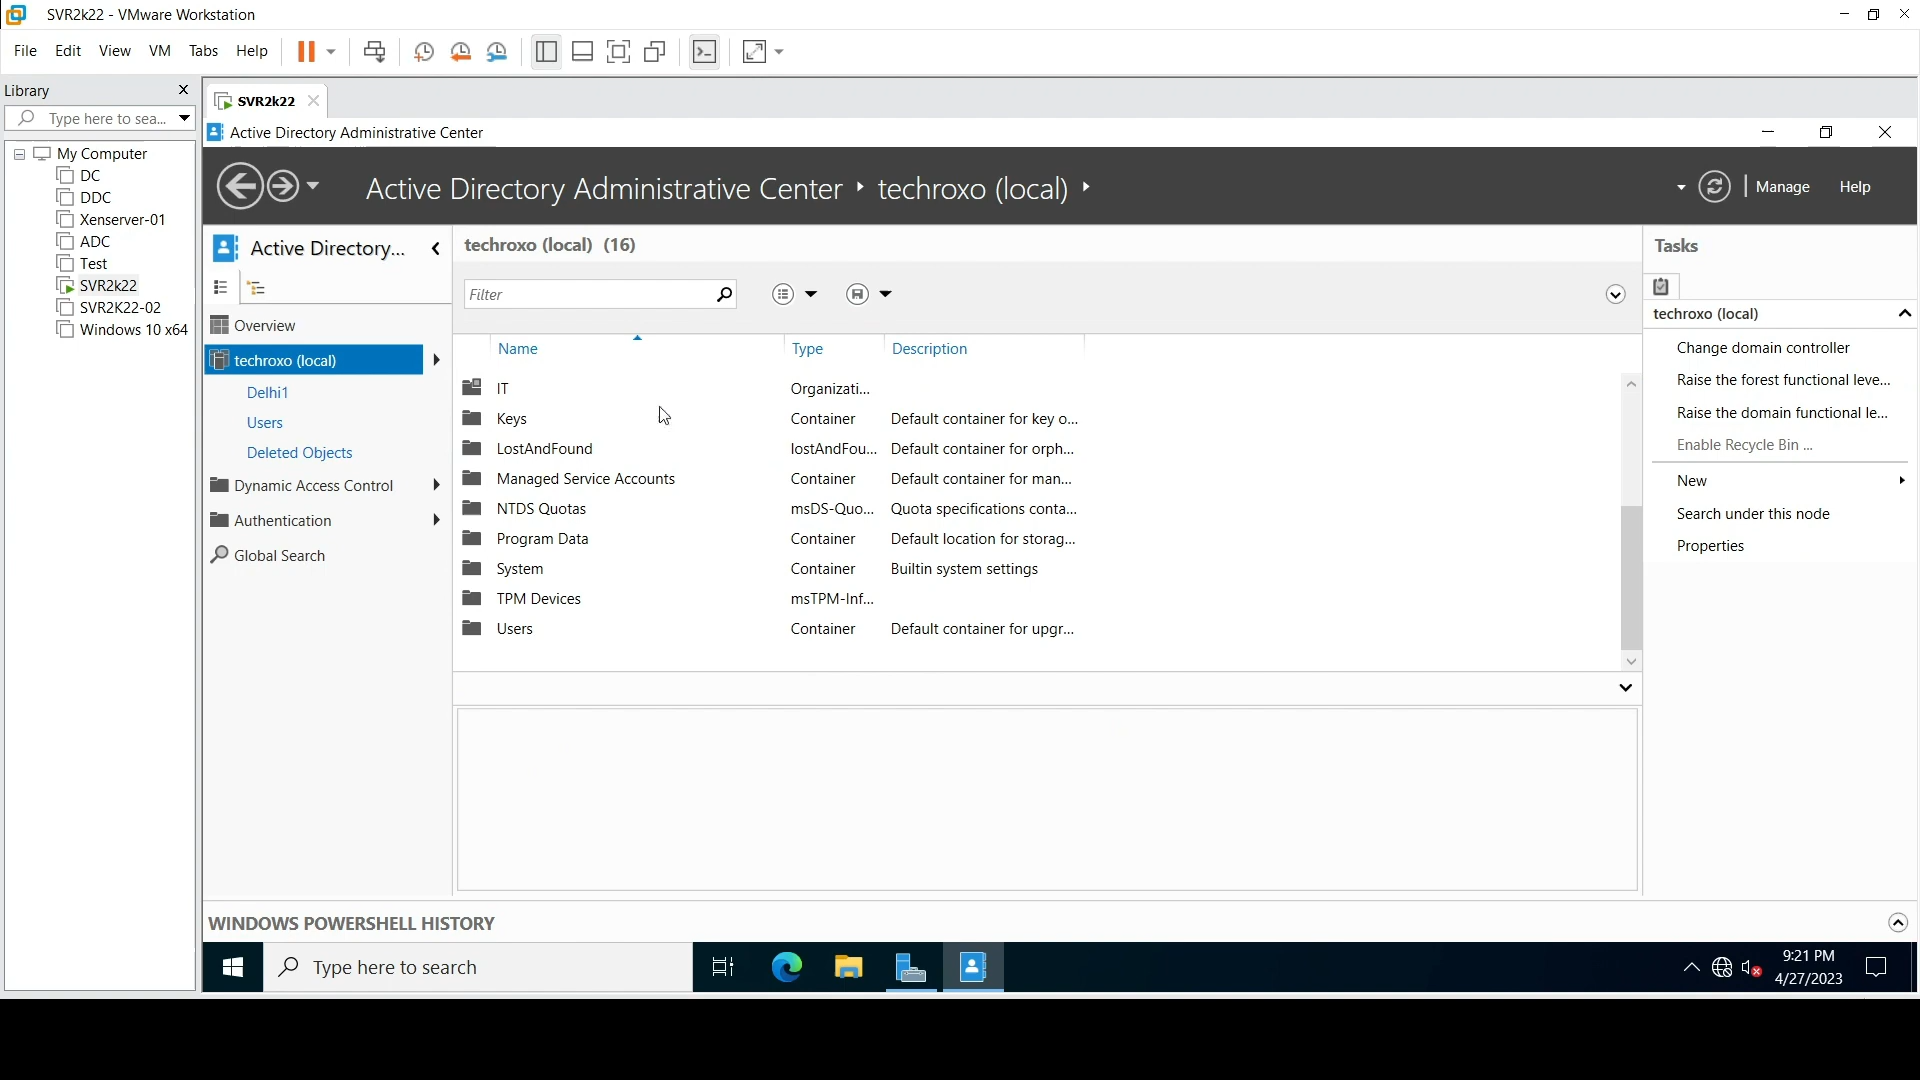 SVR2k22 - VMware Workstation
File Edit View VM Tabs Help
Library
Type here to sea...
My Computer
DC
DDC
Xenserver-01
ADC
Test
SVR2k22
SVR2K22-02
Windows 10 x64
SVR2k22
Active Directory Administrative Center
Active Directory Administrative Center techroxo (local)
Manage Help
Active Directory...
Overview
techroxo (local)
Delhi1
Users
Deleted Objects
Dynamic Access Control
Authentication
Global Search
techroxo (local) (16)
Filter
Name Type Description
IT Organizati...
Keys Container Default container for key o...
LostAndFound lostAndFou... Default container for orph...
Managed Service Accounts Container Default container for man...
NTDS Quotas msDS-Quo... Quota specifications conta...
Program Data Container Default location for storag...
System Container Builtin system settings
TPM Devices msTPM-Inf...
Users Container Default container for upgr...
Tasks
techroxo (local)
Change domain controller
Raise the forest functional leve...
Raise the domain functional le...
Enable Recycle Bin ...
New
Search under this node
Properties
WINDOWS POWERSHELL HISTORY
Type here to search
9:21 PM
4/27/2023